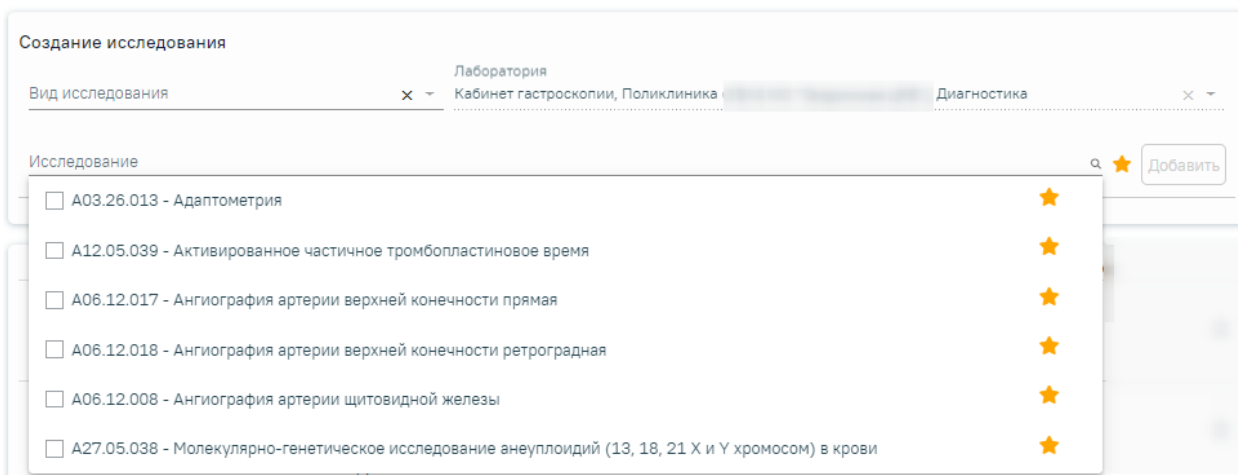 Создание исследования
Лаборатория
Вид исследования
Кабинет гастроскопии, Поликлиника Диагностика
Исследование
Добавить
A03.26.013 - Адаптометрия
A12.05.039 - Активированное частичное тромбопластиновое время
A06.12.017 - Ангиография артерии верхней конечности прямая
A06.12.018 - Ангиография артерии верхней конечности ретроградная
A06.12.008 - Ангиография артерии щитовидной железы
A27.05.038 - Молекулярно-генетическое исследование анеуплоидий (13, 18, 21 X и Y хромосом) в крови